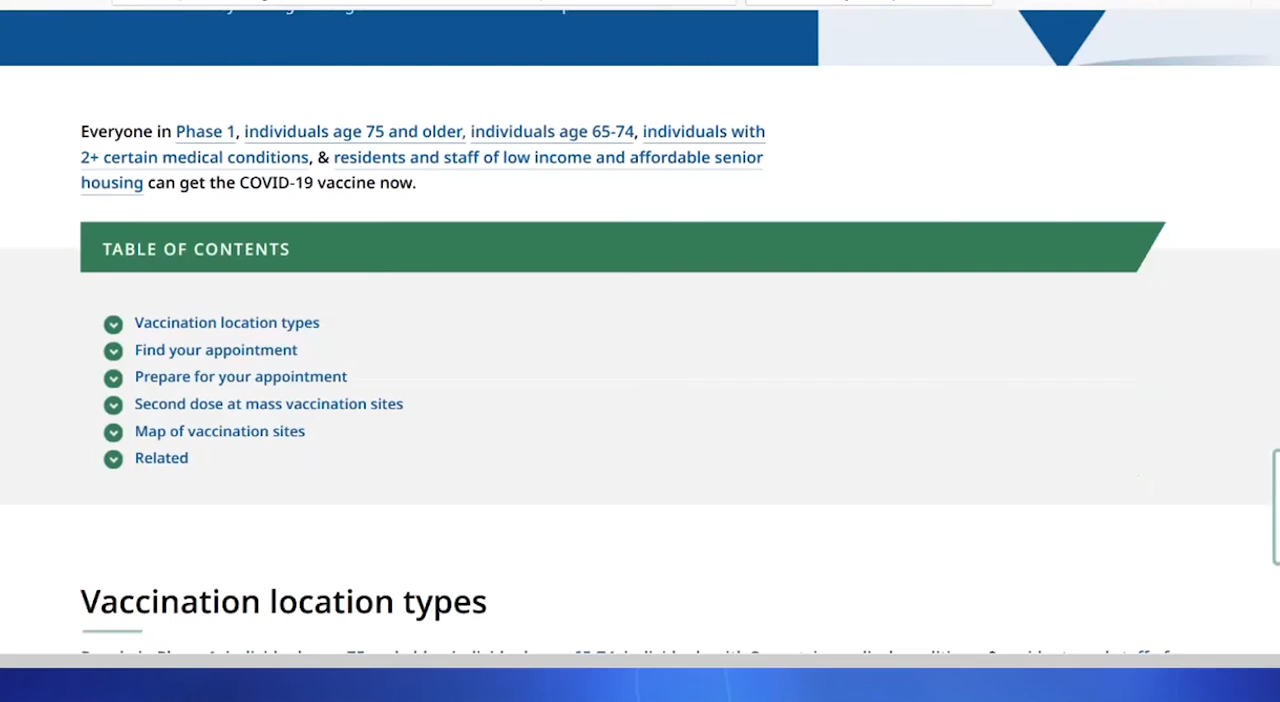 Everyone in Phase 1, individuals age 75 and older, individuals age 65-74, individuals with
2+ certain medical conditions, & residents and staff of low income and affordable senior
housing can get the COVID-19 vaccine now.
TABLE OF CONTENTS
Vaccination location types
Find your appointment
Prepare for your appointment
Second dose at mass vaccination sites
Map of vaccination sites
Related
Vaccination location types